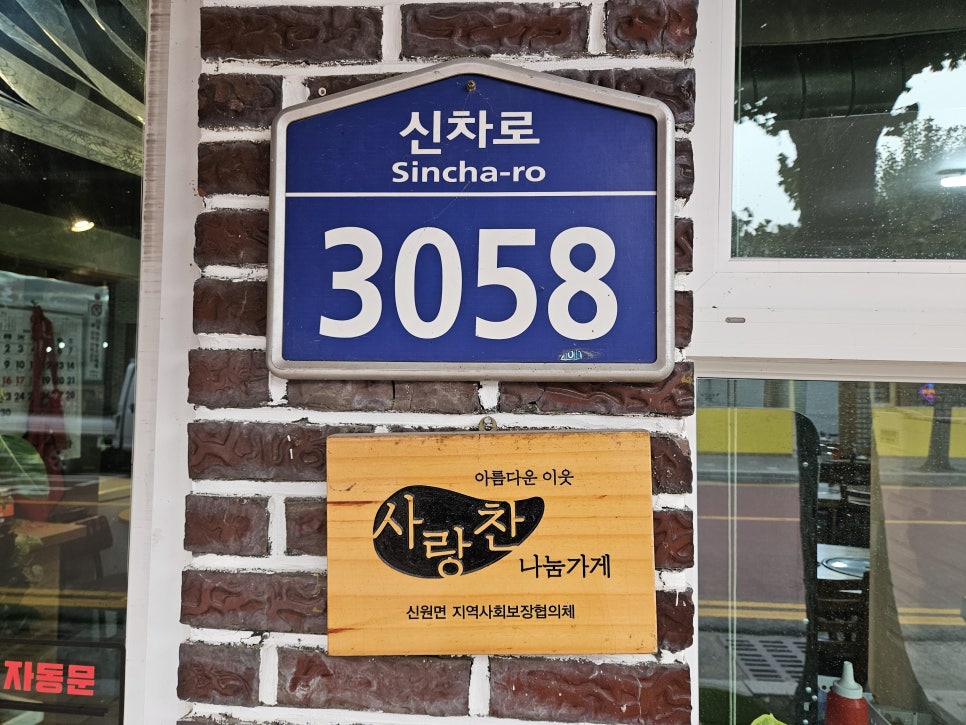 신차로
Sincha-ro
3058
아름다운 이웃
사랑찬
나눔가게
신원면 지역사회보장협의체
자동문